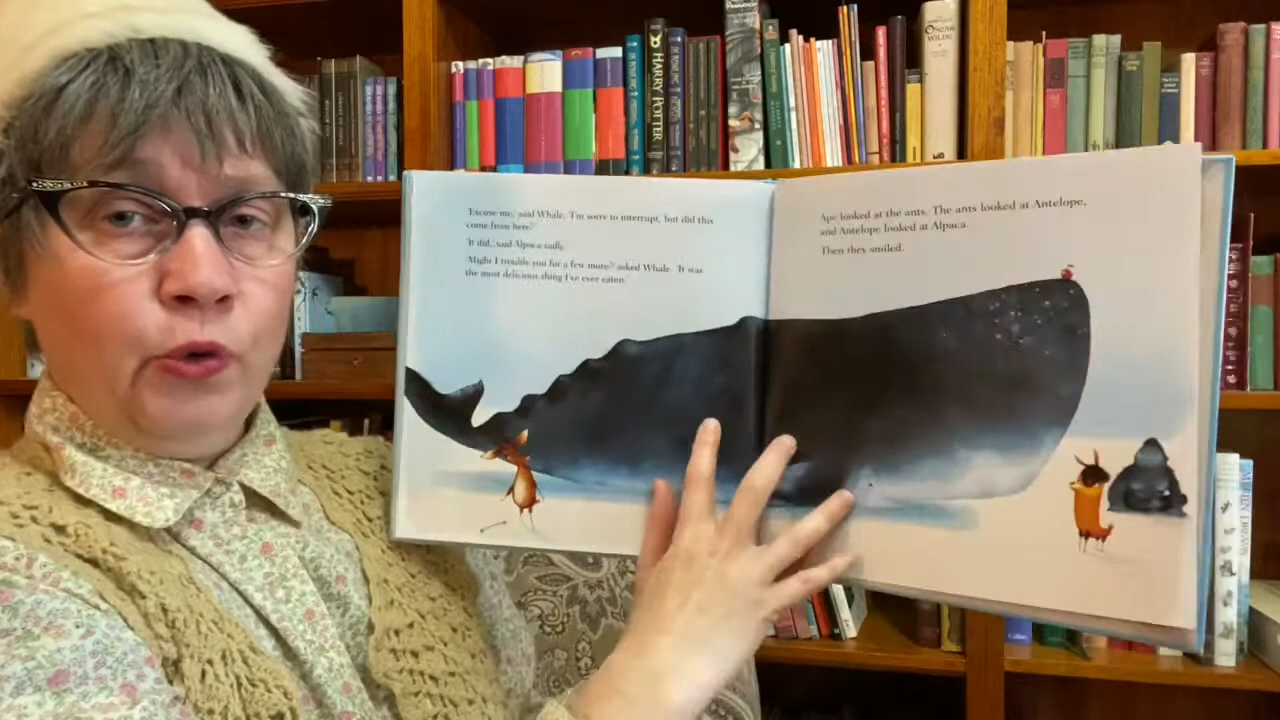 OSCAR
WILDE
HARRY POTTER
JK ROWLING
'Excuse me,' said Whale. 'I'm sorry to interrupt, but did this
come from here?'
'It did,' said Alpaca sadly.
'Might I trouble you for a few more?' asked Whale. 'It was
the most delicious thing I've ever eaten.'
Ape looked at the ants. The ants looked at Antelope,
and Antelope looked at Alpaca.
Then they smiled.